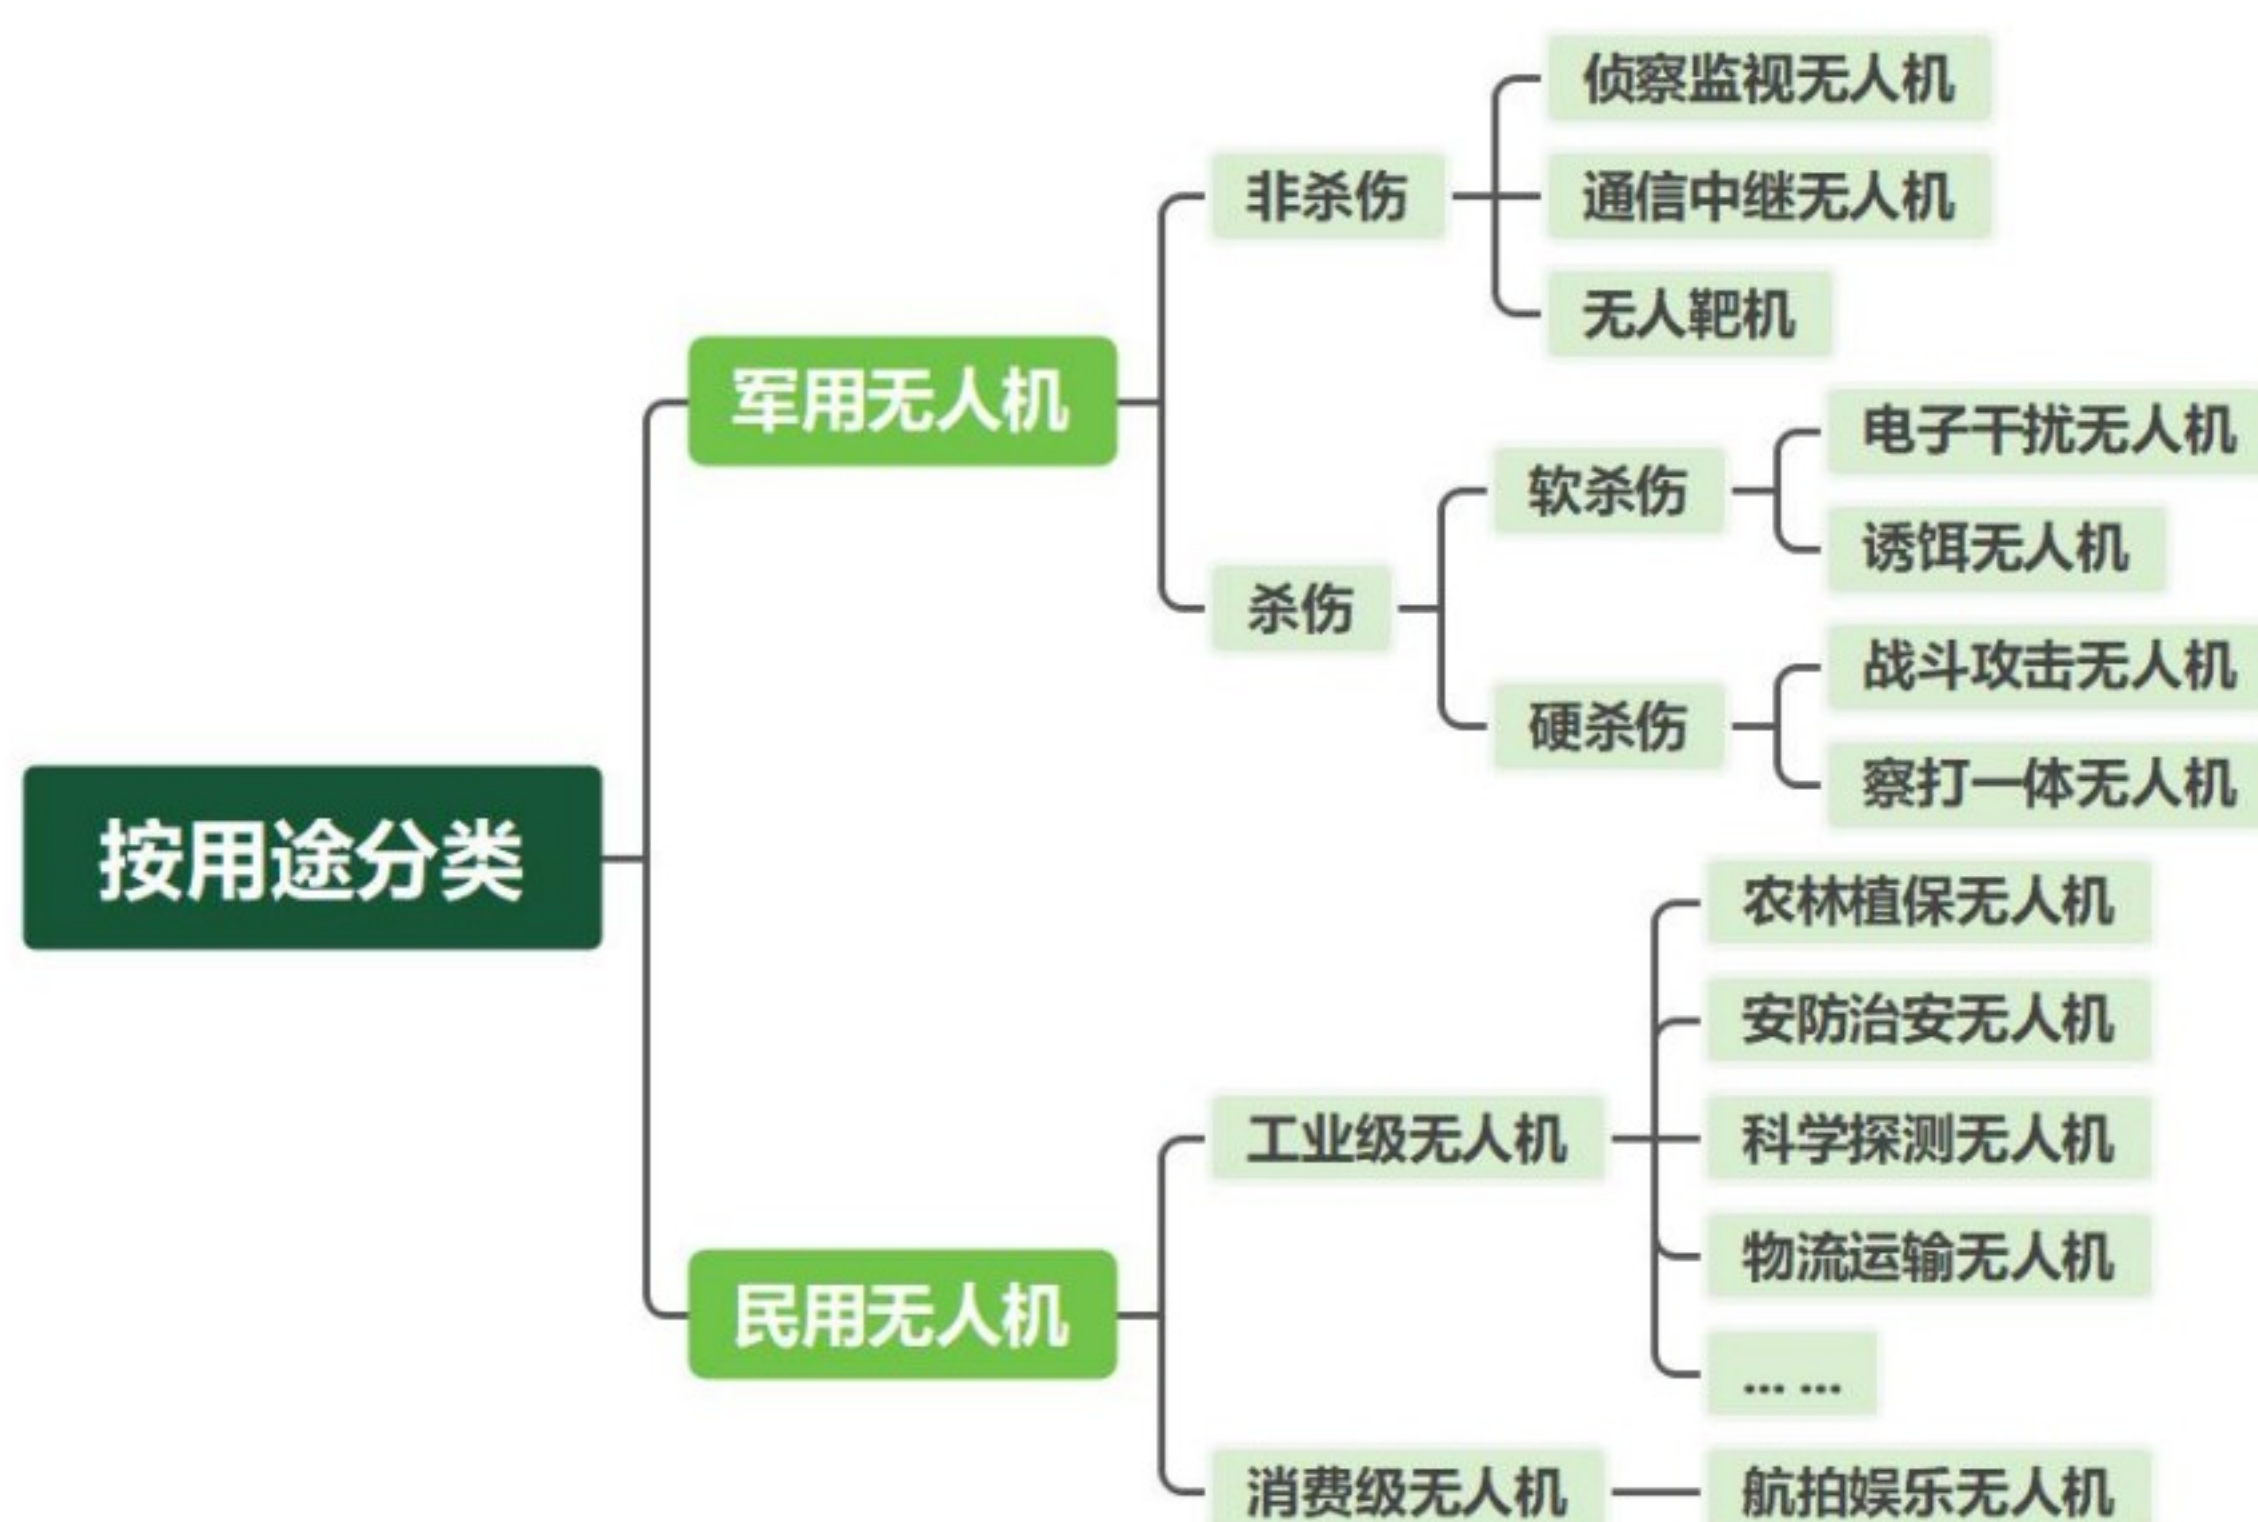 按用途分类
军用无人机
非杀伤
侦察监视无人机
通信中继无人机
无人靶机
杀伤
软杀伤
电子干扰无人机
诱饵无人机
硬杀伤
战斗攻击无人机
察打一体无人机
民用无人机
工业级无人机
农林植保无人机
安防治安无人机
科学探测无人机
物流运输无人机
... ...
消费级无人机
航拍娱乐无人机